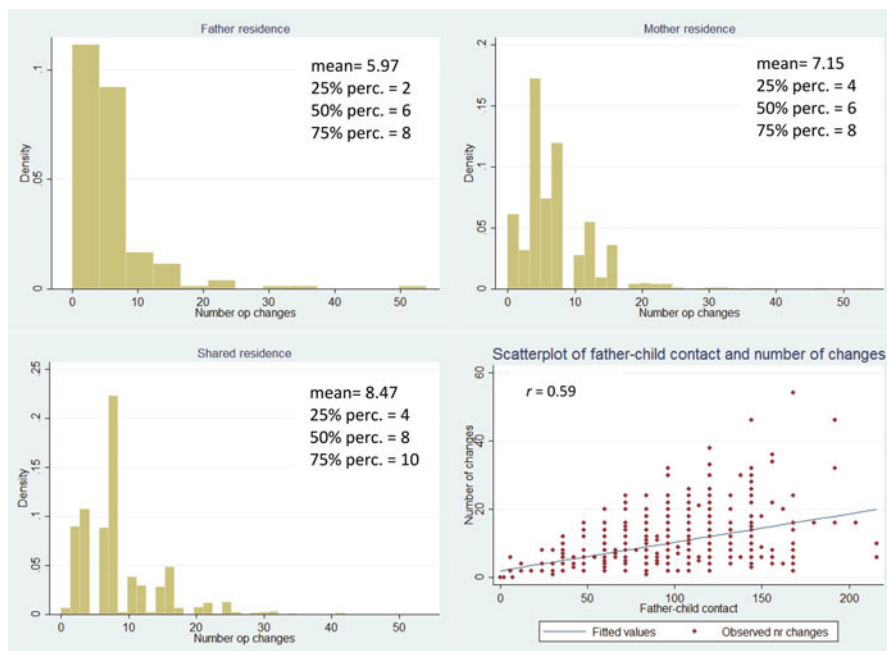 Father residence
mean= 5.97
25% perc. = 2
50% perc. = 6
75% perc. = 8
Density
0 .05 .1
0 10 20 30 40 50
Number op changes
Mother residence
mean= 7.15
25% perc. = 4
50% perc. = 6
75% perc. = 8
Density
0 .05 .1 .15 .2
0 10 20 30 40 50
Number op changes
Shared residence
mean= 8.47
25% perc. = 4
50% perc. = 8
75% perc. = 10
Density
0 .05 .1 .15 .2 .25
0 10 20 30 40 50
Number op changes
Scatterplot of father-child contact and number of changes
r = 0.59
Number of changes
0 20 40 60
0 50 100 150 200
Father-child contact
Fitted values Observed nr changes